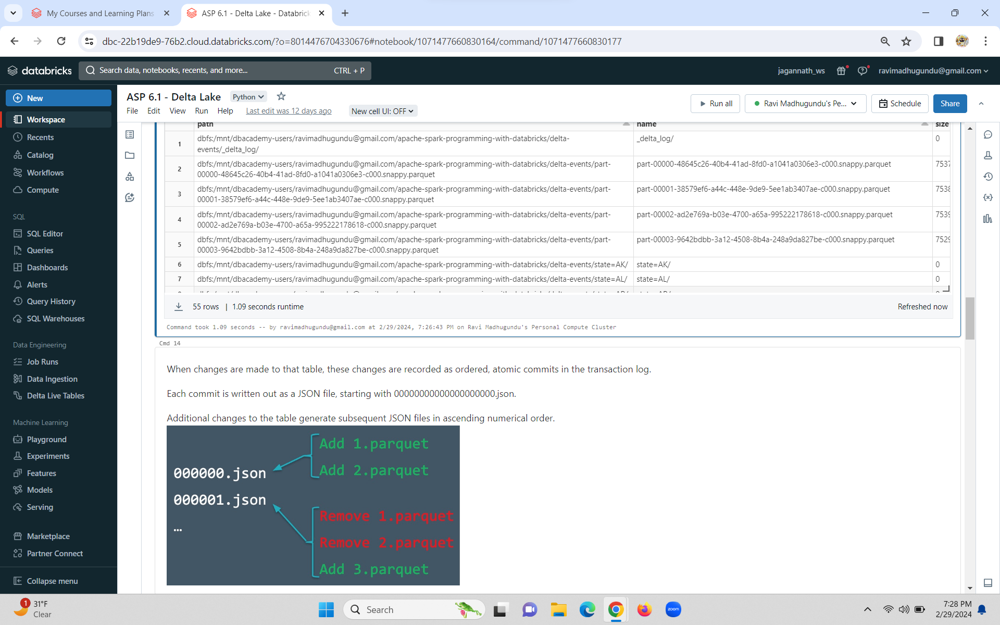 My Courses and Learning Plans
ASP 6.1 - Delta Lake - Databrick
dbc-22b19de9-76b2.cloud.databricks.com/?o=8014476704330676#notebook/1071477660830164/command/1071477660830177
databricks
Search data, notebooks, recents, and more...
CTRL + P
jagannath_ws
ravimadhugundu@gmail.com
New
Workspace
Recents
Catalog
Workflows
Compute
SQL
SQL Editor
Queries
Dashboards
Alerts
Query History
SQL Warehouses
Data Engineering
Job Runs
Data Ingestion
Delta Live Tables
Machine Learning
Playground
Experiments
Features
Models
Serving
Marketplace
Partner Connect
Collapse menu
ASP 6.1 - Delta Lake
Python
File Edit View Run Help
Last edit was 12 days ago
New cell UI: OFF
Run all
Ravi Madhugundu's Pe...
Schedule
Share
path name size
1 dbfs:/mnt/dbacademy-users/ravimadhugundu@gmail.com/apache-spark-programming-with-databricks/delta-
events/_delta_log/
_delta_log/ 0
2 dbfs:/mnt/dbacademy-users/ravimadhugundu@gmail.com/apache-spark-programming-with-databricks/delta-events/part-
00000-48645c26-40b4-41ad-8fd0-a1041a0306e3-c000.snappy.parquet
part-00000-48645c26-40b4-41ad-8fd0-a1041a0306e3-c000.snappy.parquet 7537
3 dbfs:/mnt/dbacademy-users/ravimadhugundu@gmail.com/apache-spark-programming-with-databricks/delta-events/part-
00001-38579ef6-a44c-448e-9de9-5ee1ab3407ae-c000.snappy.parquet
part-00001-38579ef6-a44c-448e-9de9-5ee1ab3407ae-c000.snappy.parquet 7538
4 dbfs:/mnt/dbacademy-users/ravimadhugundu@gmail.com/apache-spark-programming-with-databricks/delta-events/part-
00002-ad2e769a-b03e-4700-a65a-995222178618-c000.snappy.parquet
part-00002-ad2e769a-b03e-4700-a65a-995222178618-c000.snappy.parquet 7539
5 dbfs:/mnt/dbacademy-users/ravimadhugundu@gmail.com/apache-spark-programming-with-databricks/delta-events/part-
00003-9642bdbb-3a12-4508-8b4a-248a9da827be-c000.snappy.parquet
part-00003-9642bdbb-3a12-4508-8b4a-248a9da827be-c000.snappy.parquet 7529
6 dbfs:/mnt/dbacademy-users/ravimadhugundu@gmail.com/apache-spark-programming-with-databricks/delta-events/state=AK/ state=AK/ 0
7 dbfs:/mnt/dbacademy-users/ravimadhugundu@gmail.com/apache-spark-programming-with-databricks/delta-events/state=AL/ state=AL/ 0
55 rows | 1.09 seconds runtime
Refreshed now
Command took 1.09 seconds -- by ravimadhugundu@gmail.com at 2/29/2024, 7:26:43 PM on Ravi Madhugundu's Personal Compute Cluster
Cmd 14
When changes are made to that table, these changes are recorded as ordered, atomic commits in the transaction log.
Each commit is written out as a JSON file, starting with 00000000000000000000.json.
Additional changes to the table generate subsequent JSON files in ascending numerical order.
Add 1.parquet
Add 2.parquet
000000.json
000001.json
Remove 1.parquet
...
Remove 2.parquet
Add 3.parquet
1
31°F
Clear
Search
zoom
7:28 PM
2/29/2024